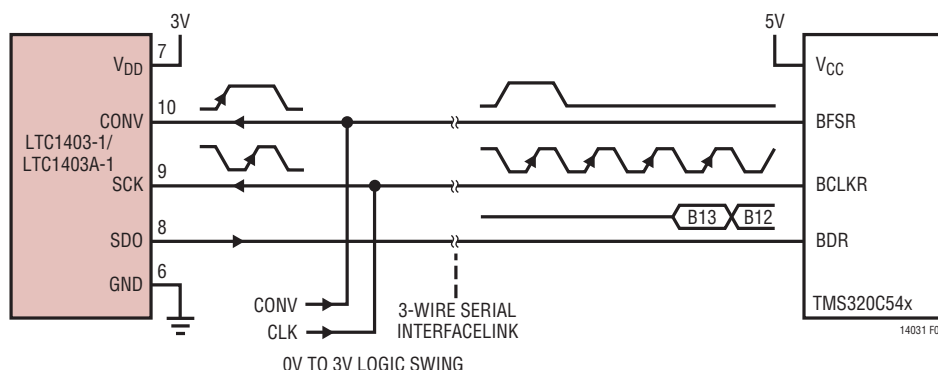 3V
5V
7
VDD
VCC
10
CONV
BFSR
LTC1403-1/
LTC1403A-1
9
SCK
BCLKR
B13
B12
8
SDO
BDR
6
GND
CONV
3-WIRE SERIAL
INTERFACELINK
CLK
TMS320C54x
0V TO 3V LOGIC SWING
14031 F0